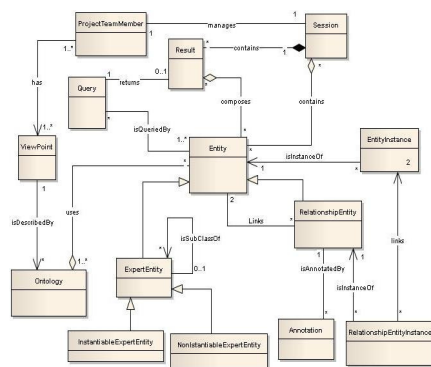 ProjectTeamMember
manages
1
1
Session
1..*
Result
*
contains
1
*
has
1
returns
0..1
*
Query
*
composes
contains
1..*
isQueriedBy
1..*
*
*
ViewPoint
Entity
isInstanceOf
EntityInstance
1
*
1
*
2
uses
2
Links
*
RelationshipEntity
isDescribedBy
isSubClassOf
*
1
1
links
*
1..*
Ontology
ExpertEntity
0..1
isAnnotatedBy
isInstanceOf
*
*
*
InstantiableExpertEntity
NonIstantiableExpertEntity
Annotation
RelationshipEntityInstance